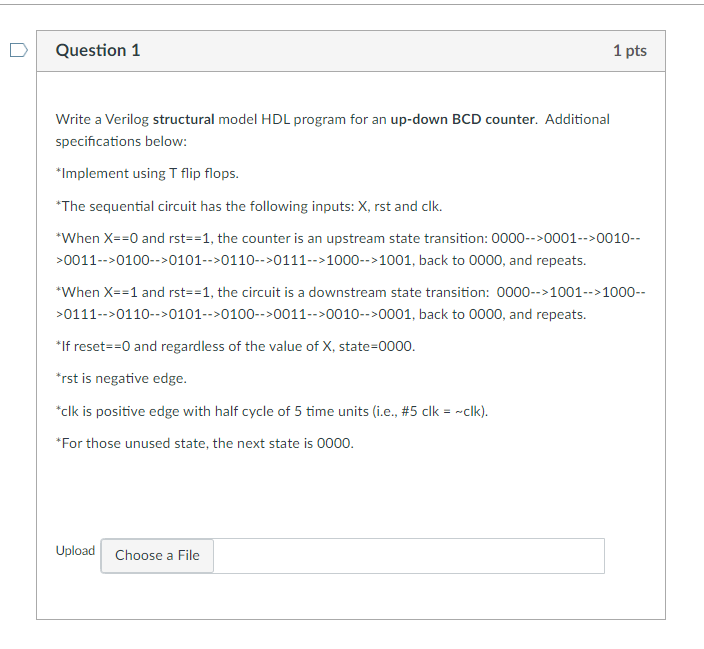 Question 1
1 pts
Write a Verilog structural model HDL program for an up-down BCD counter. Additional
specifications below:
*Implement using T flip flops.
*The sequential circuit has the following inputs: X, rst and clk.
*When X==0 and rst==1, the counter is an upstream state transition: 0000-->0001-->0010--
>0011-->0100-->0101-->0110-->0111-->1000-->1001, back to 0000, and repeats.
*When X==1 and rst==1, the circuit is a downstream state transition: 0000-->1001-->1000--
>0111-->0110-->0101-->0100-->0011-->0010-->0001, back to 0000, and repeats.
*If reset==0 and regardless of the value of X, state=0000.
*rst is negative edge.
*clk is positive edge with half cycle of 5 time units (i.e., #5 clk = ~clk).
*For those unused state, the next state is 0000.
Upload
Choose a File